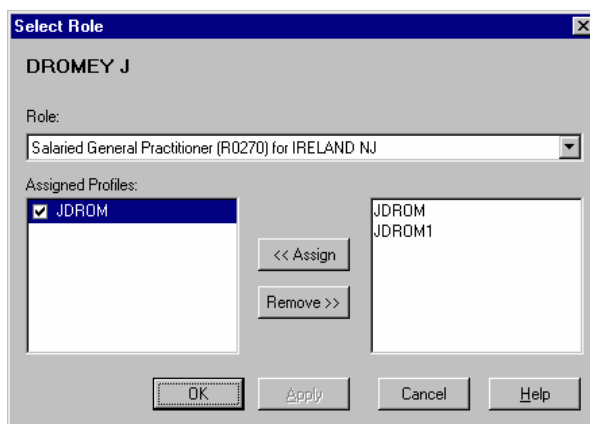 Select Role
DROMEY J
Role:
Salaried General Practitioner (R0270) for IRELAND NJ
Assigned Profiles:
JDROM
<< Assign
Remove >>
JDROM
JDROM1
OK
Apply
Cancel
Help